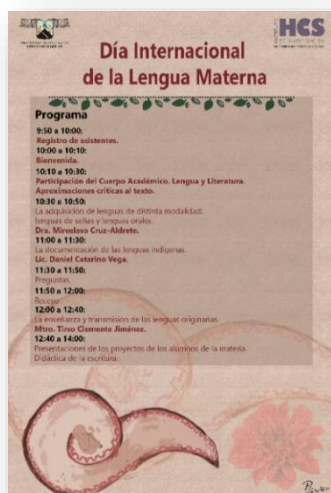 HCS
Día Internacional
de la Lengua Materna
Programa
9:50 a 10:00:
Registro de asistentes.
10:00 a 10:10:
Bienvenida.
10:10 a 10:30:
Participación del Cuerpo Académico. Lengua y Literatura.
Aproximaciones críticas al texto.
10:30 a 10:50:
La adquisición de lenguas de distinta modalidad:
lenguas de señas y lenguas orales.
Dra. Miroslava Cruz-Aldrete.
11:00 a 11:30:
La documentación de las lenguas indígenas.
Lic. Daniel Catarino Vega.
11:30 a 11:50:
Preguntas.
11:50 a 12:00:
Receso
12:00 a 12:40:
La enseñanza y transmisión de las lenguas originarias.
Mtro. Tirso Clemente Jiménez.
12:40 a 14:00:
Presentaciones de los proyectos de los alumnos de la materia
Didáctica de la escritura.